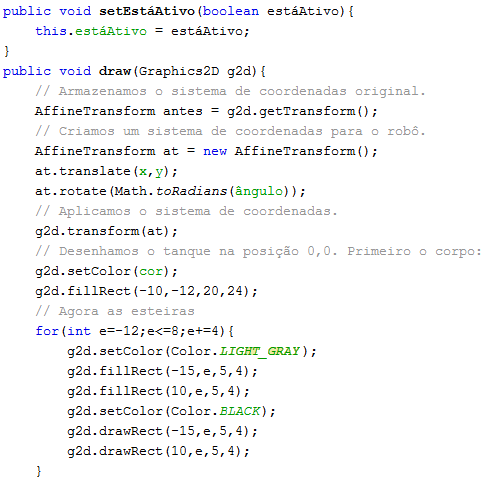 public void setEstáAtivo(boolean estáAtivo){
    this.estáAtivo = estáAtivo;
}
public void draw(Graphics2D g2d){
    // Armazenamos o sistema de coordenadas original.
    AffineTransform antes = g2d.getTransform();
    // Criamos um sistema de coordenadas para o robô.
    AffineTransform at = new AffineTransform();
    at.translate(x,y);
    at.rotate(Math.toRadians(ângulo));
    // Aplicamos o sistema de coordenadas.
    g2d.transform(at);
    // Desenhamos o tanque na posição 0,0. Primeiro o corpo:
    g2d.setColor(cor);
    g2d.fillRect(-10,-12,20,24);
    // Agora as esteiras
    for(int e=-12;e<=8;e+=4){
        g2d.setColor(Color.LIGHT_GRAY);
        g2d.fillRect(-15,e,5,4);
        g2d.fillRect(10,e,5,4);
        g2d.setColor(Color.BLACK);
        g2d.drawRect(-15,e,5,4);
        g2d.drawRect(10,e,5,4);
    }